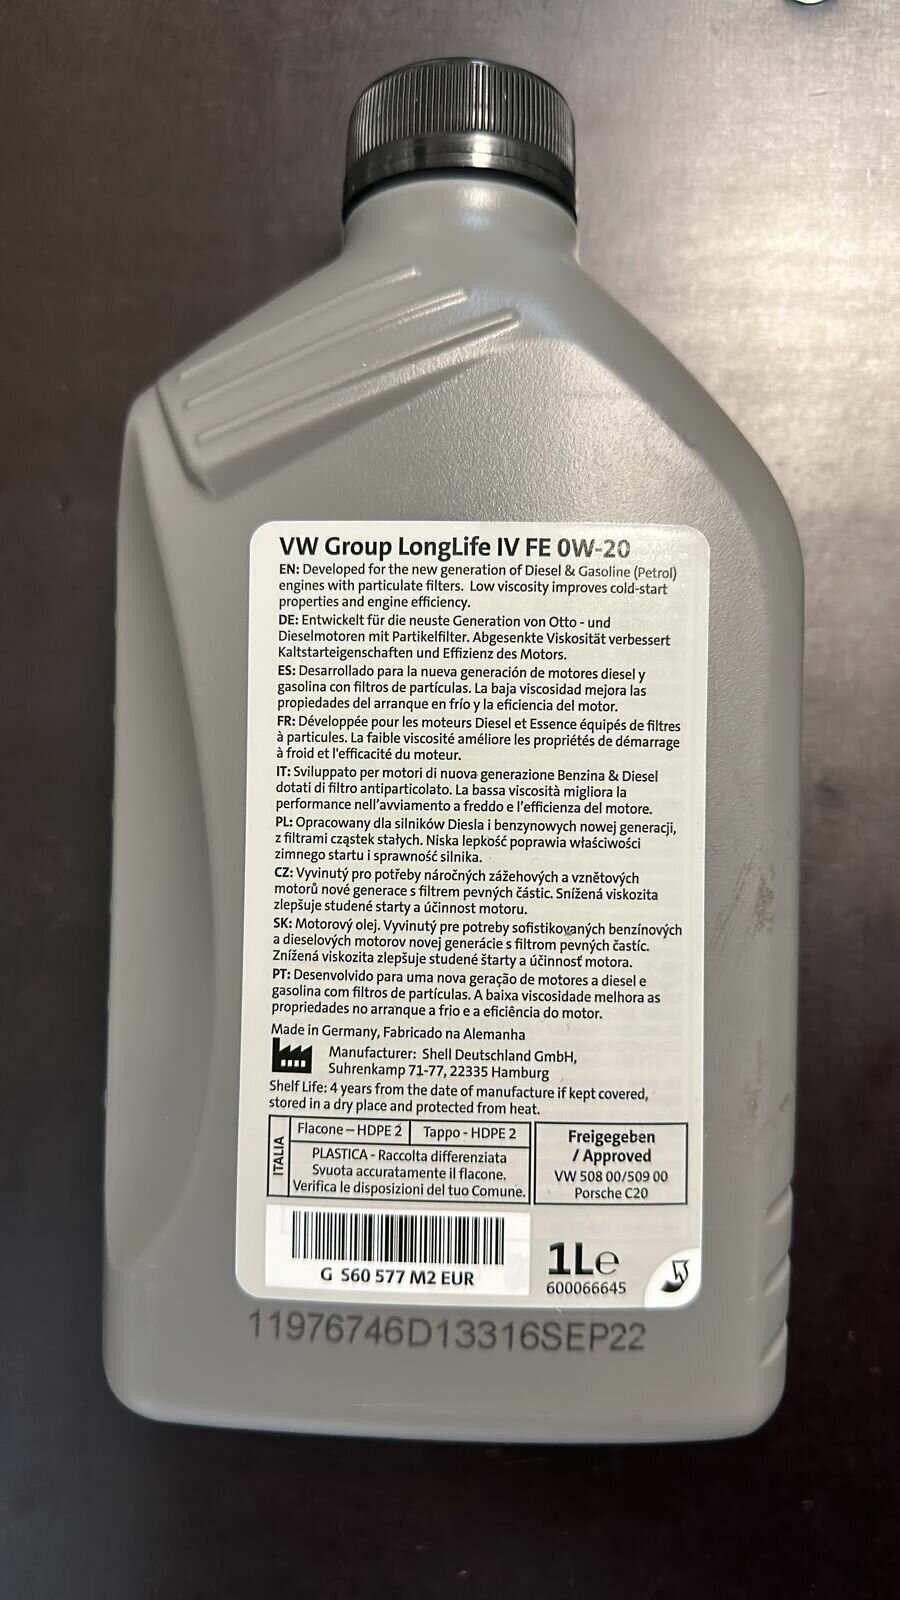 VW Group LongLife IV FE 0W-20
EN: Developed for the new generation of Diesel & Gasoline (Petrol)
engines with particulate filters. Low viscosity improves cold-start
properties and engine efficiency.
DE: Entwickelt für die neuste Generation von Otto - und
Dieselmotoren mit Partikelfilter. Abgesenkte Viskosität verbessert
Kaltstarteigenschaften und Effizienz des Motors.
ES: Desarrollado para la nueva generación de motores diesel y
gasolina con filtros de partículas. La baja viscosidad mejora las
propiedades del arranque en frío y la eficiencia del motor.
FR: Développée pour les moteurs Diesel et Essence équipés de filtres
à particules. La faible viscosité améliore les propriétés de démarrage
à froid et l'efficacité du moteur.
IT: Sviluppato per motori di nuova generazione Benzina & Diesel
dotati di filtro antiparticolato. La bassa viscosità migliora la
performance nell'avviamento a freddo e l'efficienza del motore.
PL: Opracowany dla silników Diesla i benzynowych nowej generacji,
z filtrami cząstek stałych. Niska lepkość poprawia właściwości
zimnego startu i sprawność silnika.
CZ: Vyvinutý pro potřeby náročných zážehových a vznětových
motorů nové generace s filtrem pevných částic. Snížená viskozita
zlepšuje studené starty a účinnost motoru.
SK: Motorový olej. Vyvinutý pre potreby sofistikovaných benzínových
a dieselových motorov novej generácie s filtrom pevných častíc.
Znížená viskozita zlepšuje studené štarty a účinnosť motora.
PT: Desenvolvido para uma nova geração de motores a diesel e
gasolina com filtros de partículas. A baixa viscosidade melhora as
propriedades no arranque a frio e a eficiência do motor.
Made in Germany, Fabricado na Alemanha
Manufacturer: Shell Deutschland GmbH,
Suhrenkamp 71-77, 22335 Hamburg
Shelf Life: 4 years from the date of manufacture if kept covered,
stored in a dry place and protected from heat.
ITALIA
Flacone – HDPE 2 Tappo - HDPE 2
PLASTICA - Raccolta differenziata
Svuota accuratamente il flacone.
Verifica le disposizioni del tuo Comune.
Freigegeben
/ Approved
VW 508 00/509 00
Porsche C20
G S60 577 M2 EUR
1L e
600066645
11976746D13316SEP22